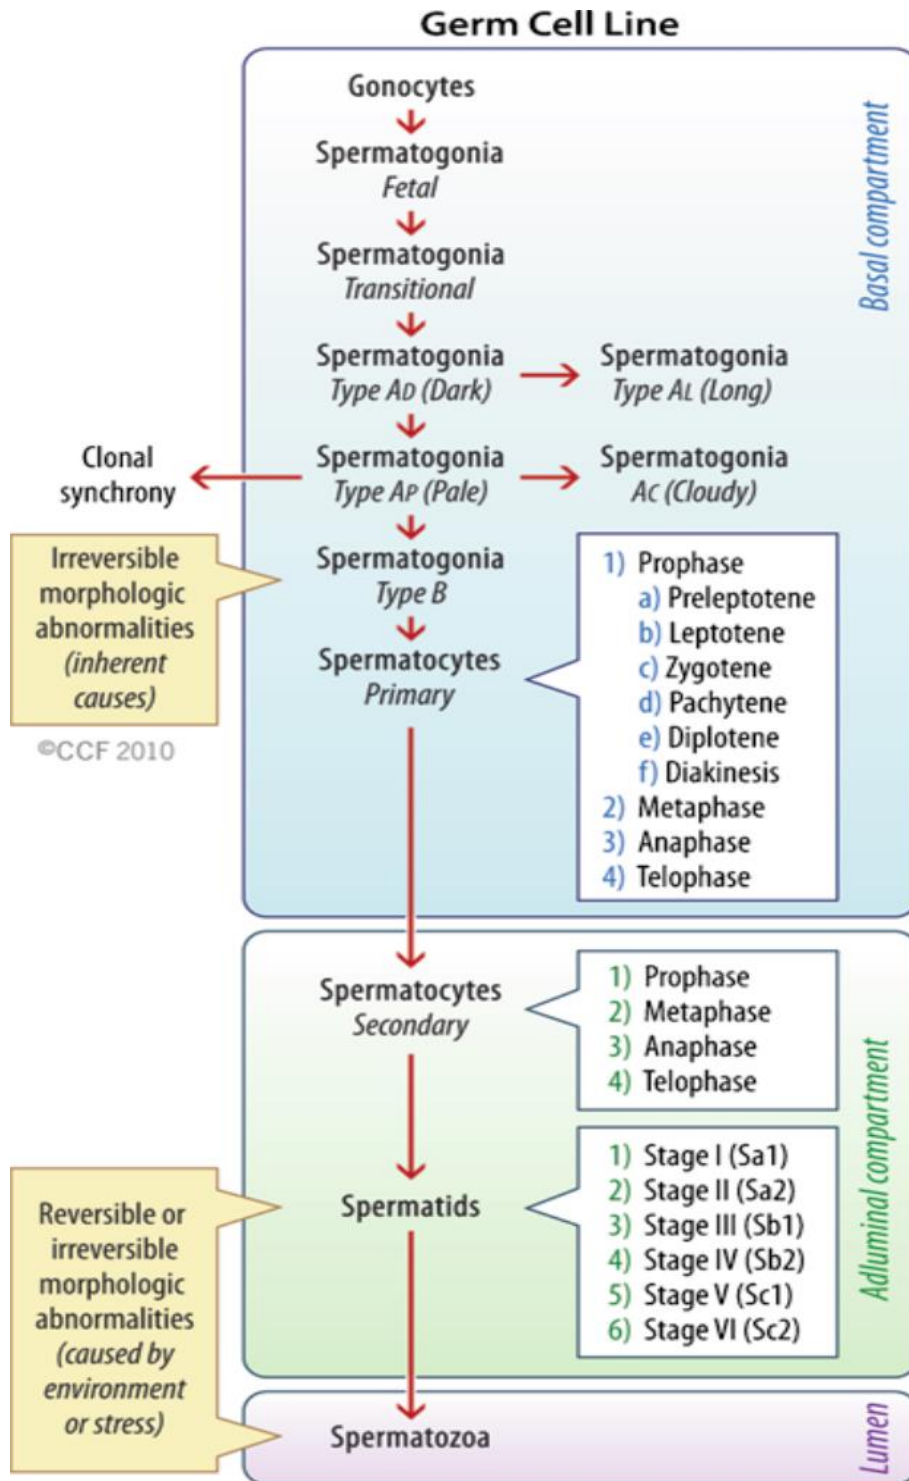 Germ Cell Line
Basal compartment
Gonocytes
Spermatogonia
Fetal
Spermatogonia
Transitional
Spermatogonia
Type AD (Dark)
Spermatogonia
Type AL (Long)
Clonal
synchrony
Spermatogonia
Type AP (Pale)
Spermatogonia
AC (Cloudy)
Irreversible
morphologic
abnormalities
(inherent
causes)
©CCF 2010
Spermatogonia
Type B
Spermatocytes
Primary
1) Prophase
a) Preleptotene
b) Leptotene
c) Zygotene
d) Pachytene
e) Diplotene
f) Diakinesis
2) Metaphase
3) Anaphase
4) Telophase
Adluminal compartment
Spermatocytes
Secondary
1) Prophase
2) Metaphase
3) Anaphase
4) Telophase
Reversible or
irreversible
morphologic
abnormalities
(caused by
environment
or stress)
Spermatids
1) Stage I (Sa1)
2) Stage II (Sa2)
3) Stage III (Sb1)
4) Stage IV (Sb2)
5) Stage V (Sc1)
6) Stage VI (Sc2)
Spermatozoa
Lumen